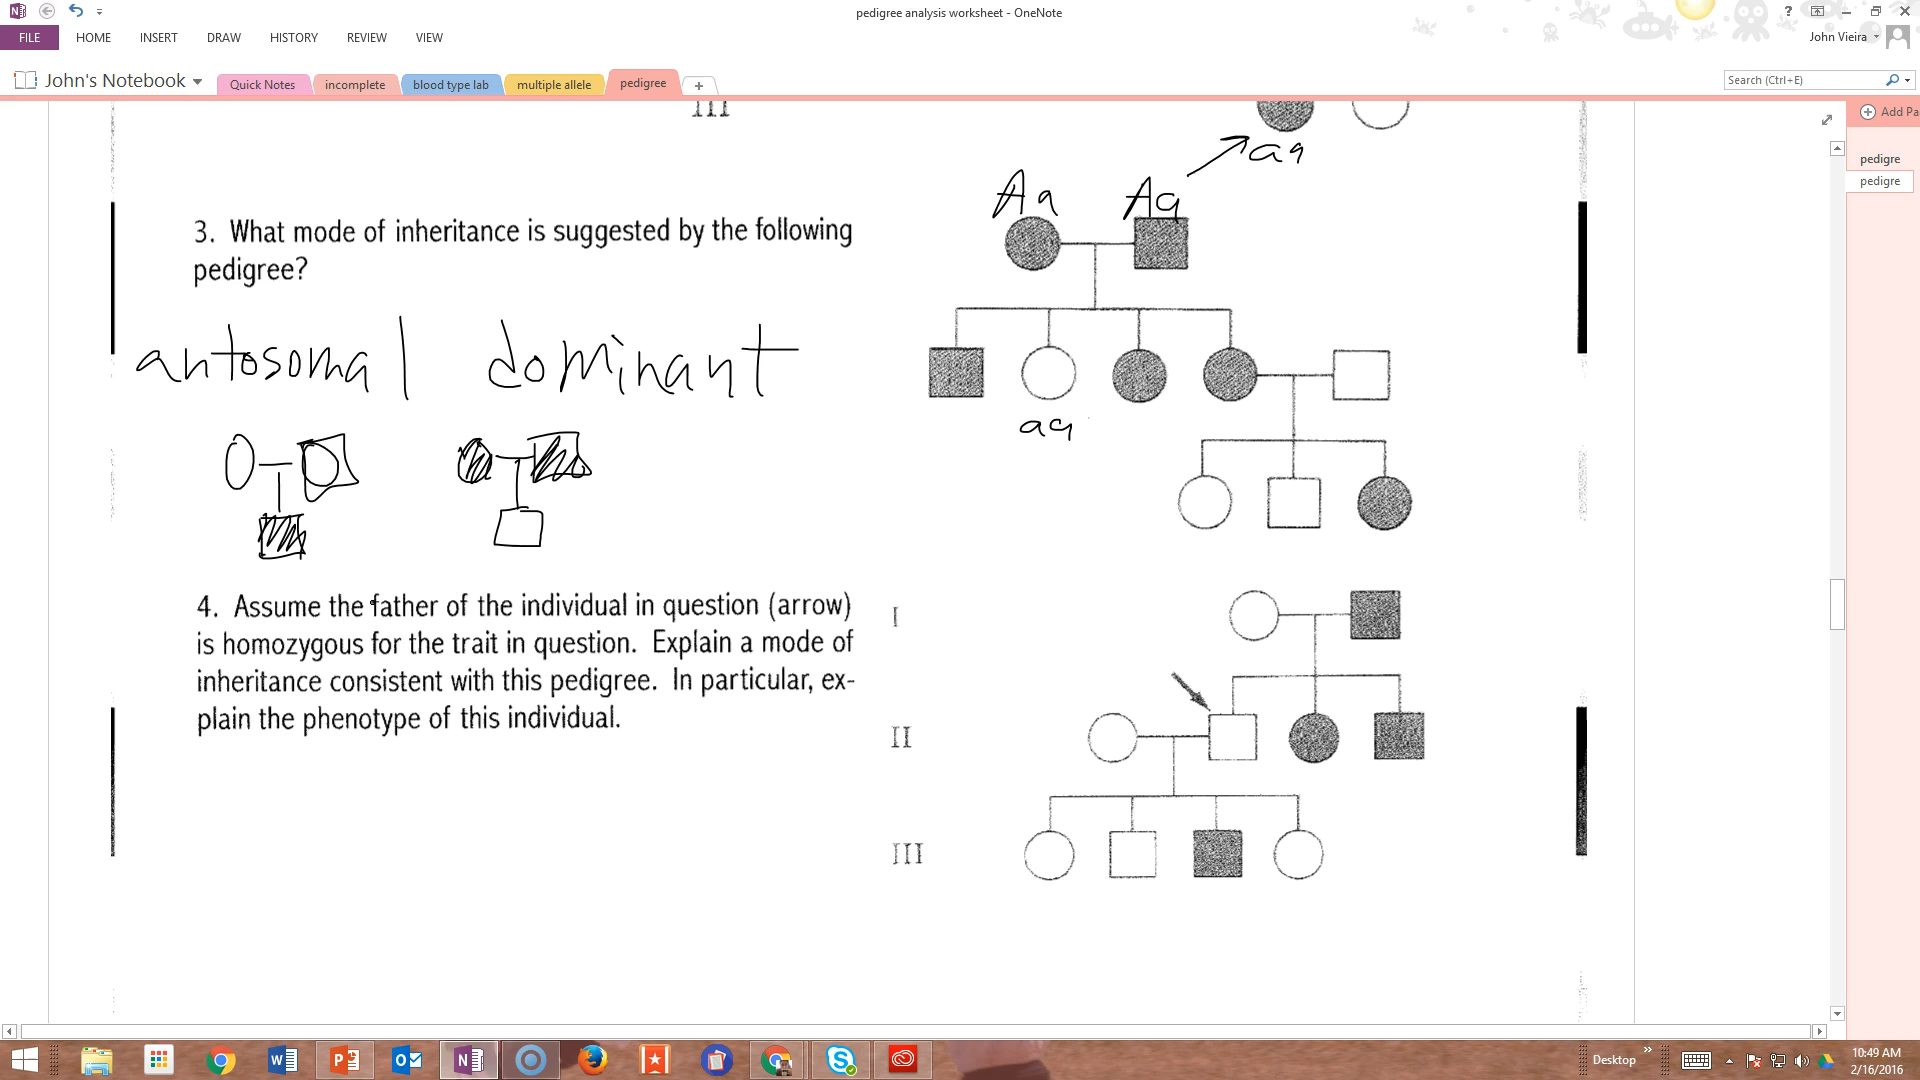 pedigree analysis worksheet - OneNote
FILE HOME INSERT DRAW HISTORY REVIEW VIEW
John Vieira
John's Notebook
Quick Notes incomplete blood type lab multiple allele pedigree
Search (Ctrl+E)
Add Pa
pedigre
pedigre
III
aa
Aa Aa
3. What mode of inheritance is suggested by the following
pedigree?
autosomal dominant
aa
4. Assume the father of the individual in question (arrow)
is homozygous for the trait in question. Explain a mode of
inheritance consistent with this pedigree. In particular, ex-
plain the phenotype of this individual.
I
II
III
Desktop
10:49 AM
2/16/2016